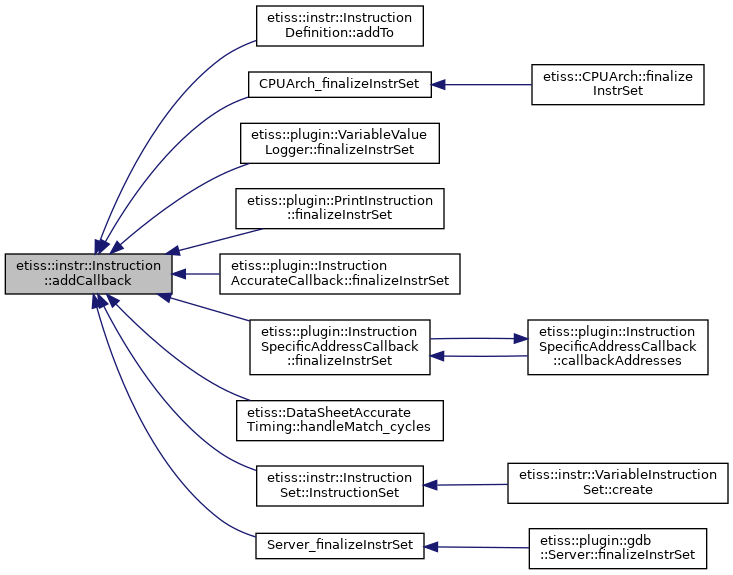 etiss::instr::Instruction
Definition::addTo
CPUArch_finalizeInstrSet
etiss::CPUArch::finalize
InstrSet
etiss::plugin::VariableValue
Logger::finalizeInstrSet
etiss::plugin::PrintInstruction
::finalizeInstrSet
etiss::instr::Instruction
::addCallback
etiss::plugin::Instruction
AccurateCallback::finalizeInstrSet
etiss::plugin::Instruction
SpecificAddressCallback
::finalizeInstrSet
etiss::plugin::Instruction
SpecificAddressCallback
::callbackAddresses
etiss::DataSheetAccurate
Timing::handleMatch_cycles
etiss::instr::Instruction
Set::InstructionSet
etiss::instr::VariableInstruction
Set::create
Server_finalizeInstrSet
etiss::plugin::gdb
::Server::finalizeInstrSet